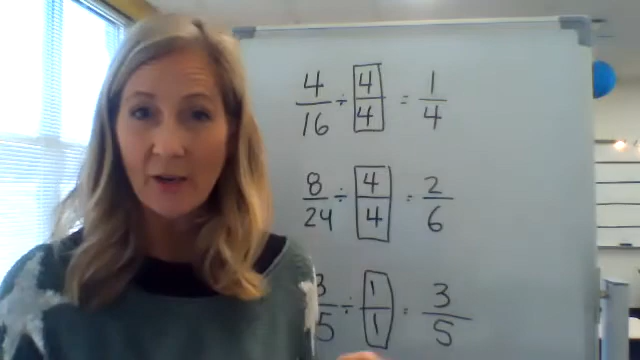 4/16 ÷ 4/4 = 1/4
8/24 ÷ 4/4 = 2/6
3/5 ÷ 1/1 = 3/5